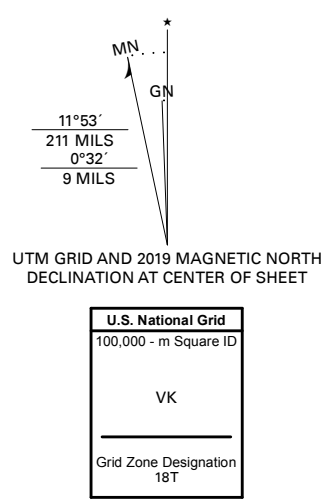 ★
MN
GN
11°53´
211 MILS
0°32´
9 MILS
UTM GRID AND 2019 MAGNETIC NORTH
DECLINATION AT CENTER OF SHEET
U.S. National Grid
100,000 - m Square ID
VK
Grid Zone Designation
18T